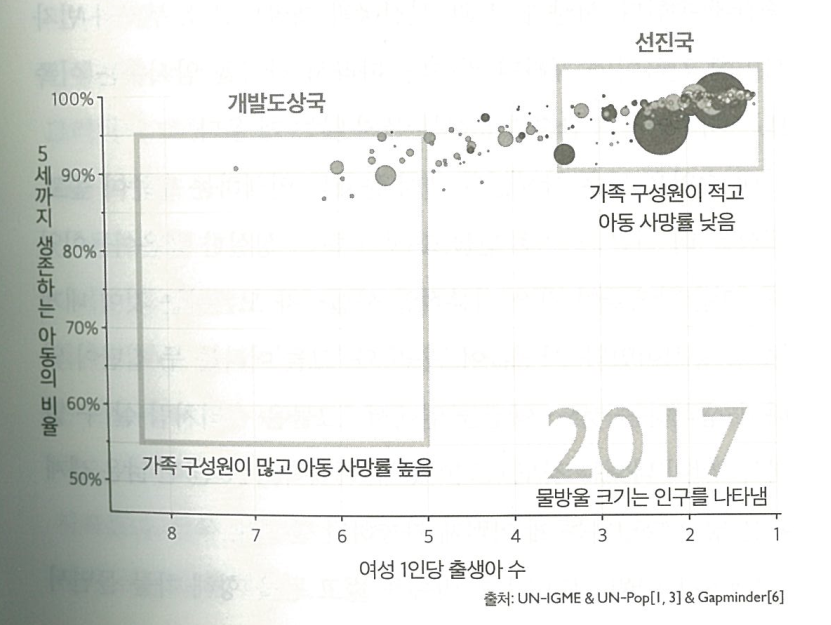 선진국
개발도상국
100%
90%
80%
70%
60%
50%
5세까지 생존하는 아동의 비율
가족 구성원이 적고
아동 사망률 낮음
가족 구성원이 많고 아동 사망률 높음
2017
물방울 크기는 인구를 나타냄
8 7 6 5 4 3 2 1
여성 1인당 출생아 수
출처: UN-IGME & UN-Pop[1, 3] & Gapminder[6]